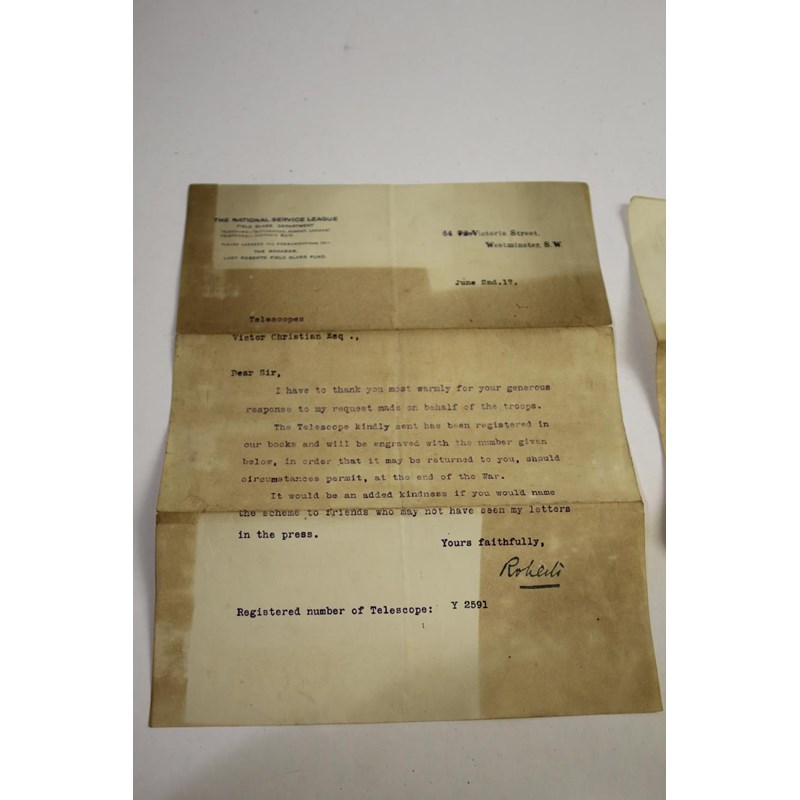 THE NATIONAL SERVICE LEAGUE
FIELD GLASS DEPARTMENT
THE MANAGER,
LADY ROBERTS FIELD GLASS FUND.
64 Victoria Street,
Westminster, S.W.
June 2nd.17.
Telescopes
Victor Christian Esq .,
Dear Sir,
I have to thank you most warmly for your generous
response to my request made on behalf of the troops.
The Telescope kindly sent has been registered in
our books and will be engraved with the number given
below, in order that it may be returned to you, should
circumstances permit, at the end of the War.
It would be an added kindness if you would name
the scheme to friends who may not have seen my letters
in the press.
Yours faithfully,
Roberts
Registered number of Telescope: Y 2591